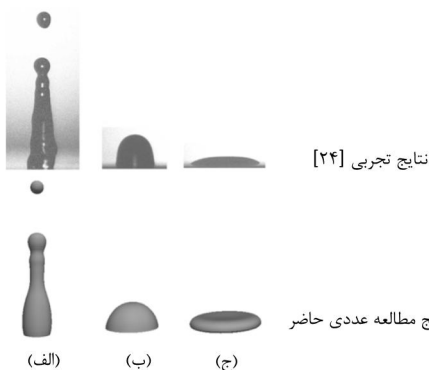 نتایج تجربی [۲۴]
ج مطالعه عددی حاضر
(الف) (ب) (ج)